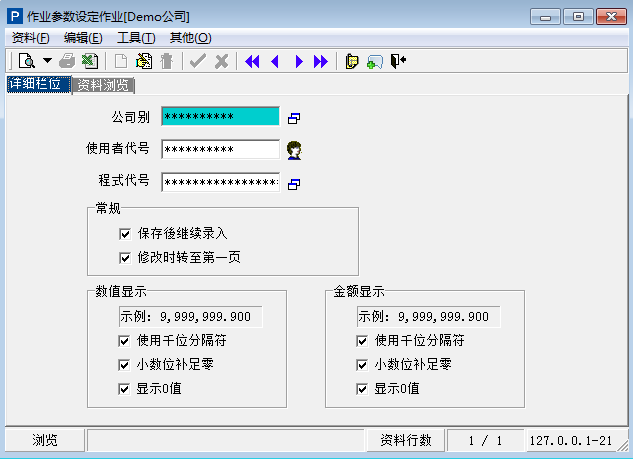 P 作业参数设定作业[Demo公司]
资料(F) 编辑(E) 工具(T) 其他(O)
详细栏位 资料浏览
公司别 **********
使用者代号 **********
程式代号 ****************
常规
保存後继续录入
修改时转至第一页
数值显示 金额显示
示例: 9,999,999.900 示例: 9,999,999.900
使用千位分隔符 使用千位分隔符
小数位补足零 小数位补足零
显示0值 显示0值
浏览 资料行数 1 / 1 127.0.0.1-21